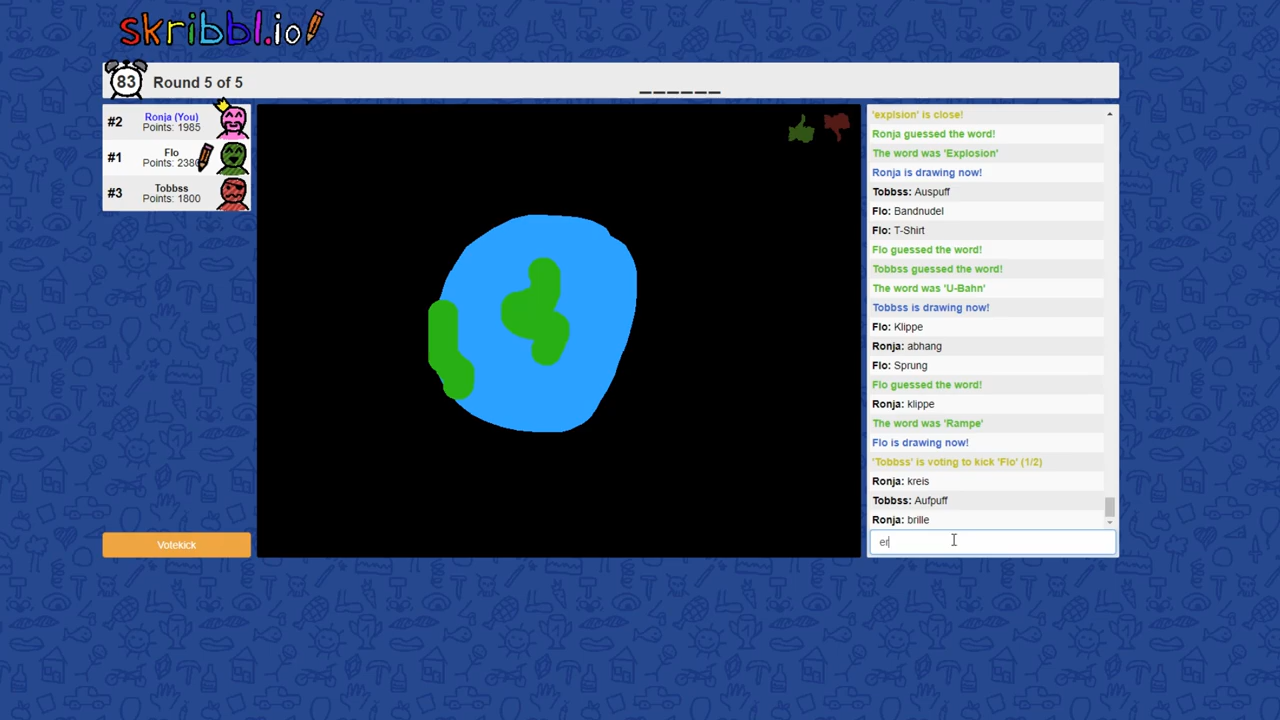 skribbl.io
83
Round 5 of 5
______
#2
Ronja (You)
Points: 1985
#1
Flo
Points: 2380
#3
Tobbss
Points: 1800
Votekick
'explsion' is close!
Ronja guessed the word!
The word was 'Explosion'
Ronja is drawing now!
Tobbss: Auspuff
Flo: Bandnudel
Flo: T-Shirt
Flo guessed the word!
Tobbss guessed the word!
The word was 'U-Bahn'
Tobbss is drawing now!
Flo: Klippe
Ronja: abhang
Flo: Sprung
Flo guessed the word!
Ronja: klippe
The word was 'Rampe'
Flo is drawing now!
'Tobbss' is voting to kick 'Flo' (1/2)
Ronja: kreis
Tobbss: Aufpuff
Ronja: brille
er